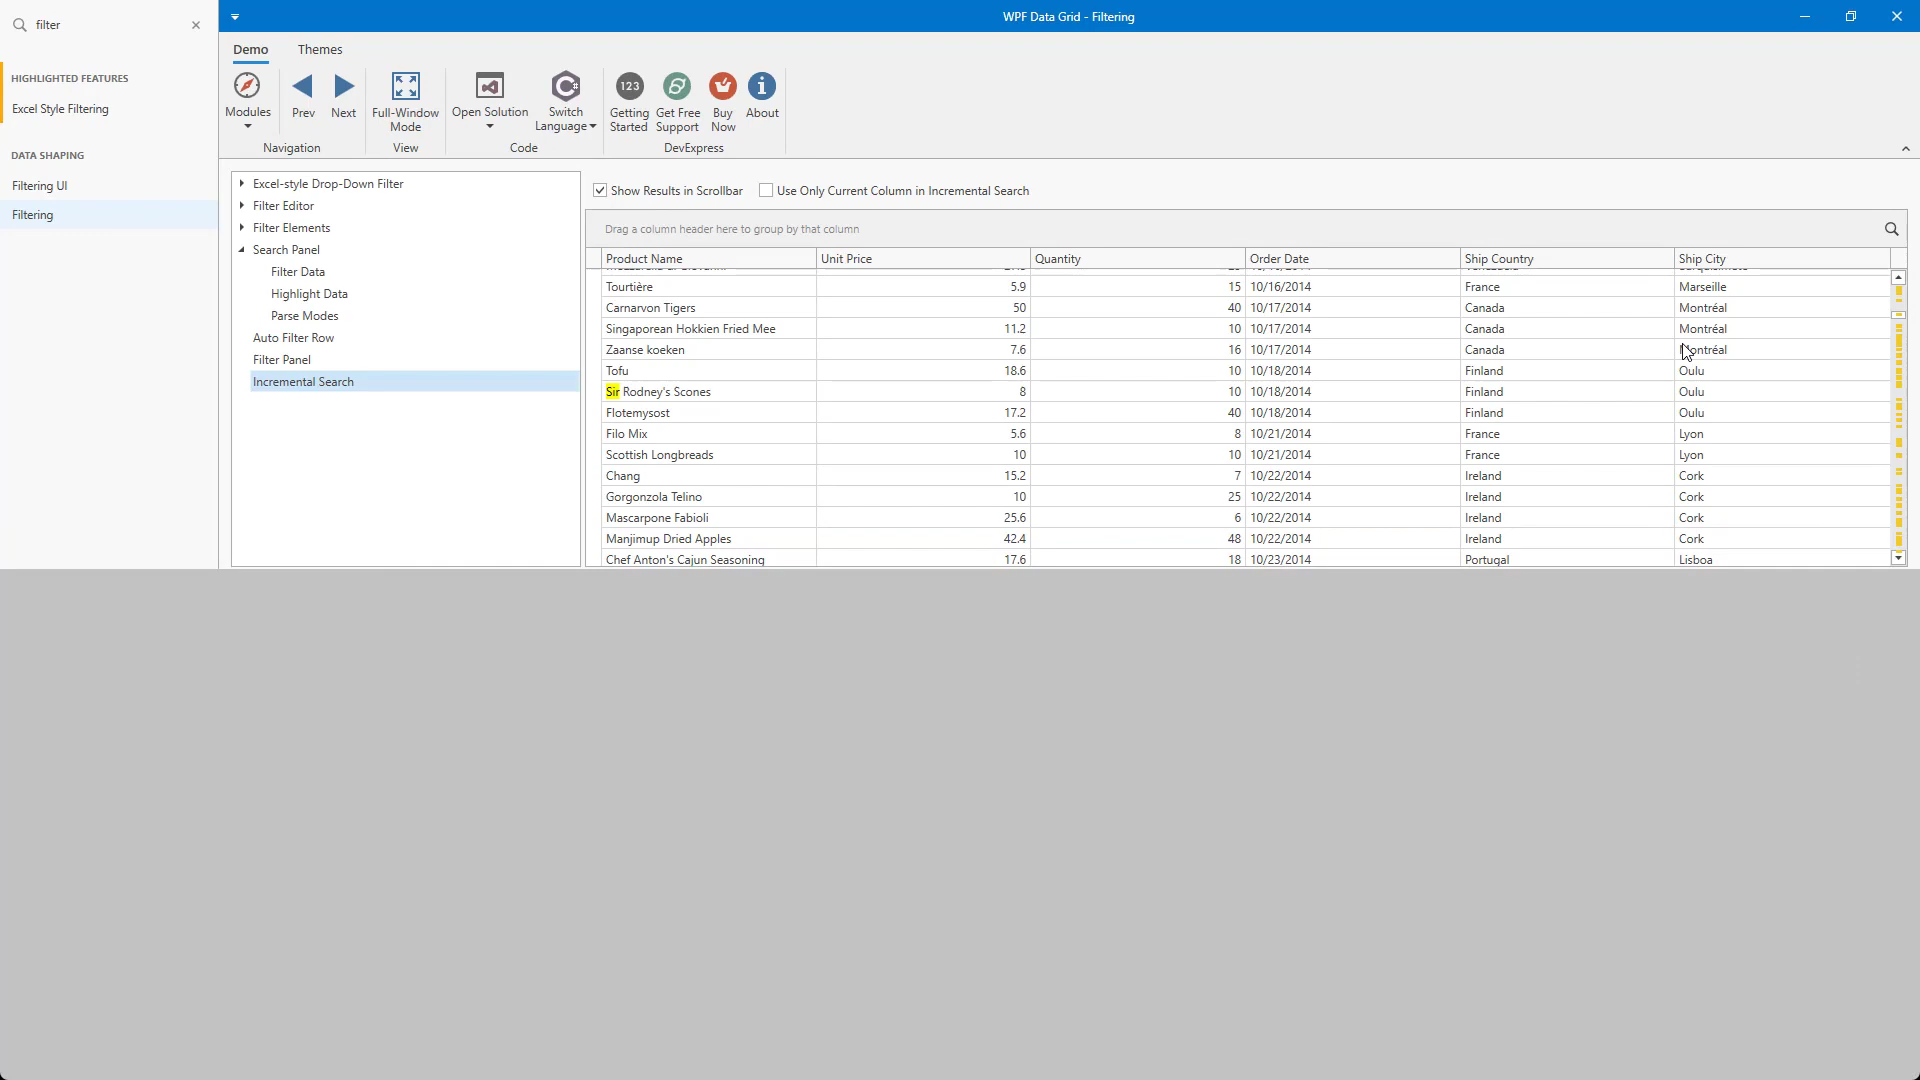 filter
HIGHLIGHTED FEATURES
Excel Style Filtering
DATA SHAPING
Filtering UI
Filtering
WPF Data Grid - Filtering
Demo Themes
Modules Prev Next Full-Window Mode Open Solution Switch Language Getting Started Get Free Support Buy Now About
Navigation View Code DevExpress
Excel-style Drop-Down Filter
Filter Editor
Filter Elements
Search Panel
Filter Data
Highlight Data
Parse Modes
Auto Filter Row
Filter Panel
Incremental Search
Show Results in Scrollbar Use Only Current Column in Incremental Search
Drag a column header here to group by that column
Product Name Unit Price Quantity Order Date Ship Country Ship City
Tourtière 5.9 15 10/16/2014 France Marseille
Carnarvon Tigers 50 40 10/17/2014 Canada Montréal
Singaporean Hokkien Fried Mee 11.2 10 10/17/2014 Canada Montréal
Zaanse koeken 7.6 16 10/17/2014 Canada Montréal
Tofu 18.6 10 10/18/2014 Finland Oulu
Sir Rodney's Scones 8 10 10/18/2014 Finland Oulu
Flotemysost 17.2 40 10/18/2014 Finland Oulu
Filo Mix 5.6 8 10/21/2014 France Lyon
Scottish Longbreads 10 10 10/21/2014 France Lyon
Chang 15.2 7 10/22/2014 Ireland Cork
Gorgonzola Telino 10 25 10/22/2014 Ireland Cork
Mascarpone Fabioli 25.6 6 10/22/2014 Ireland Cork
Manjimup Dried Apples 42.4 48 10/22/2014 Ireland Cork
Chef Anton's Cajun Seasoning 17.6 18 10/23/2014 Portugal Lisboa